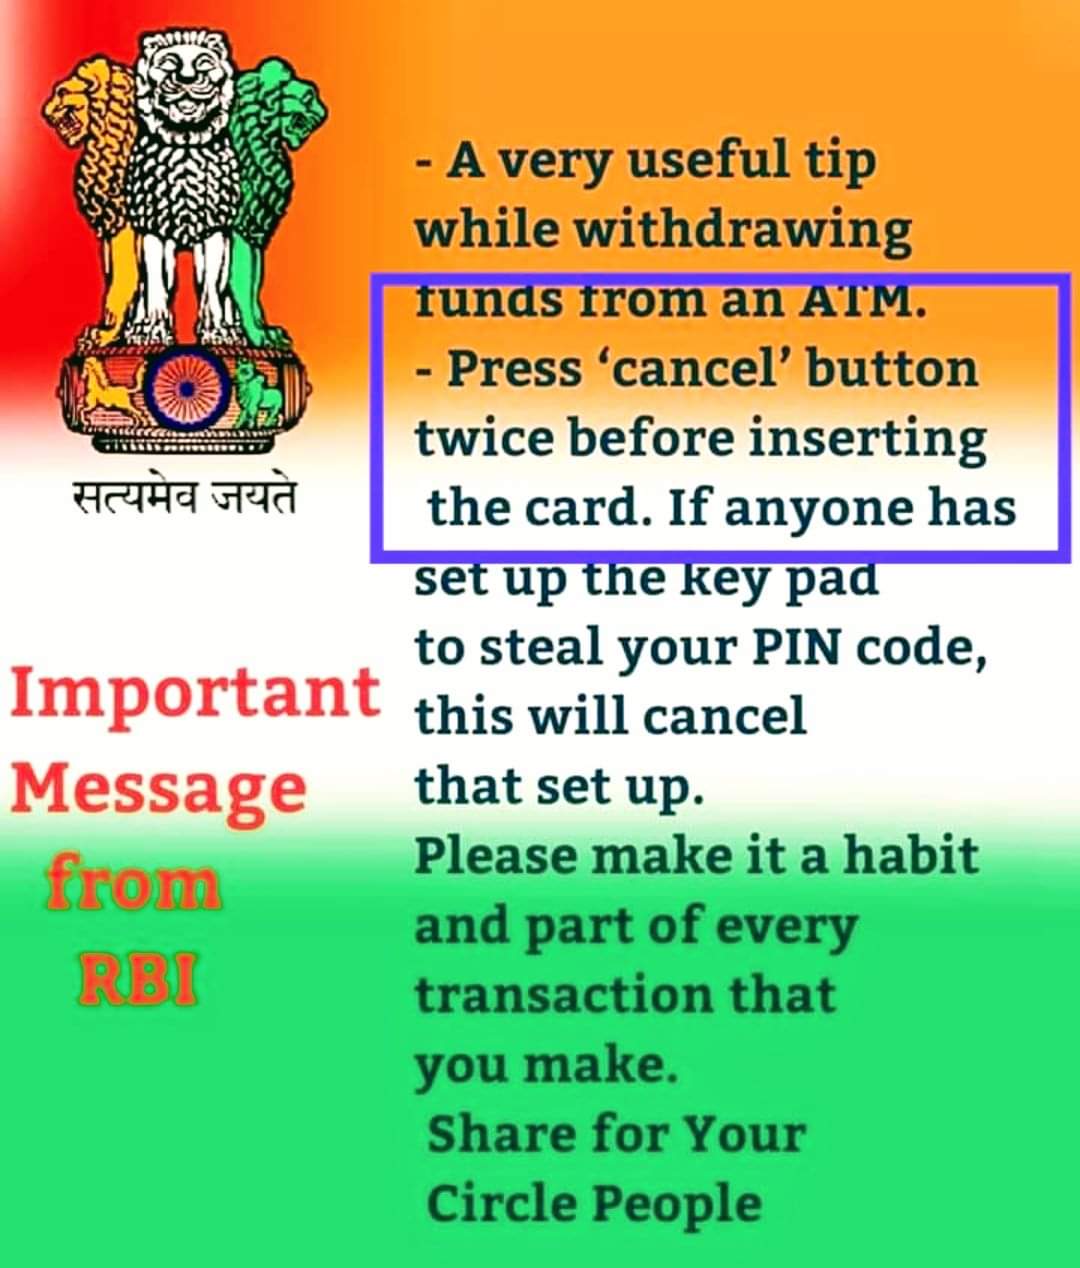 सत्यमेव जयते
Important
Message
from
RBI
- A very useful tip
while withdrawing
funds from an ATM.
- Press ‘cancel’ button
twice before inserting
the card. If anyone has
set up the key pad
to steal your PIN code,
this will cancel
that set up.
Please make it a habit
and part of every
transaction that
you make.
Share for Your
Circle People